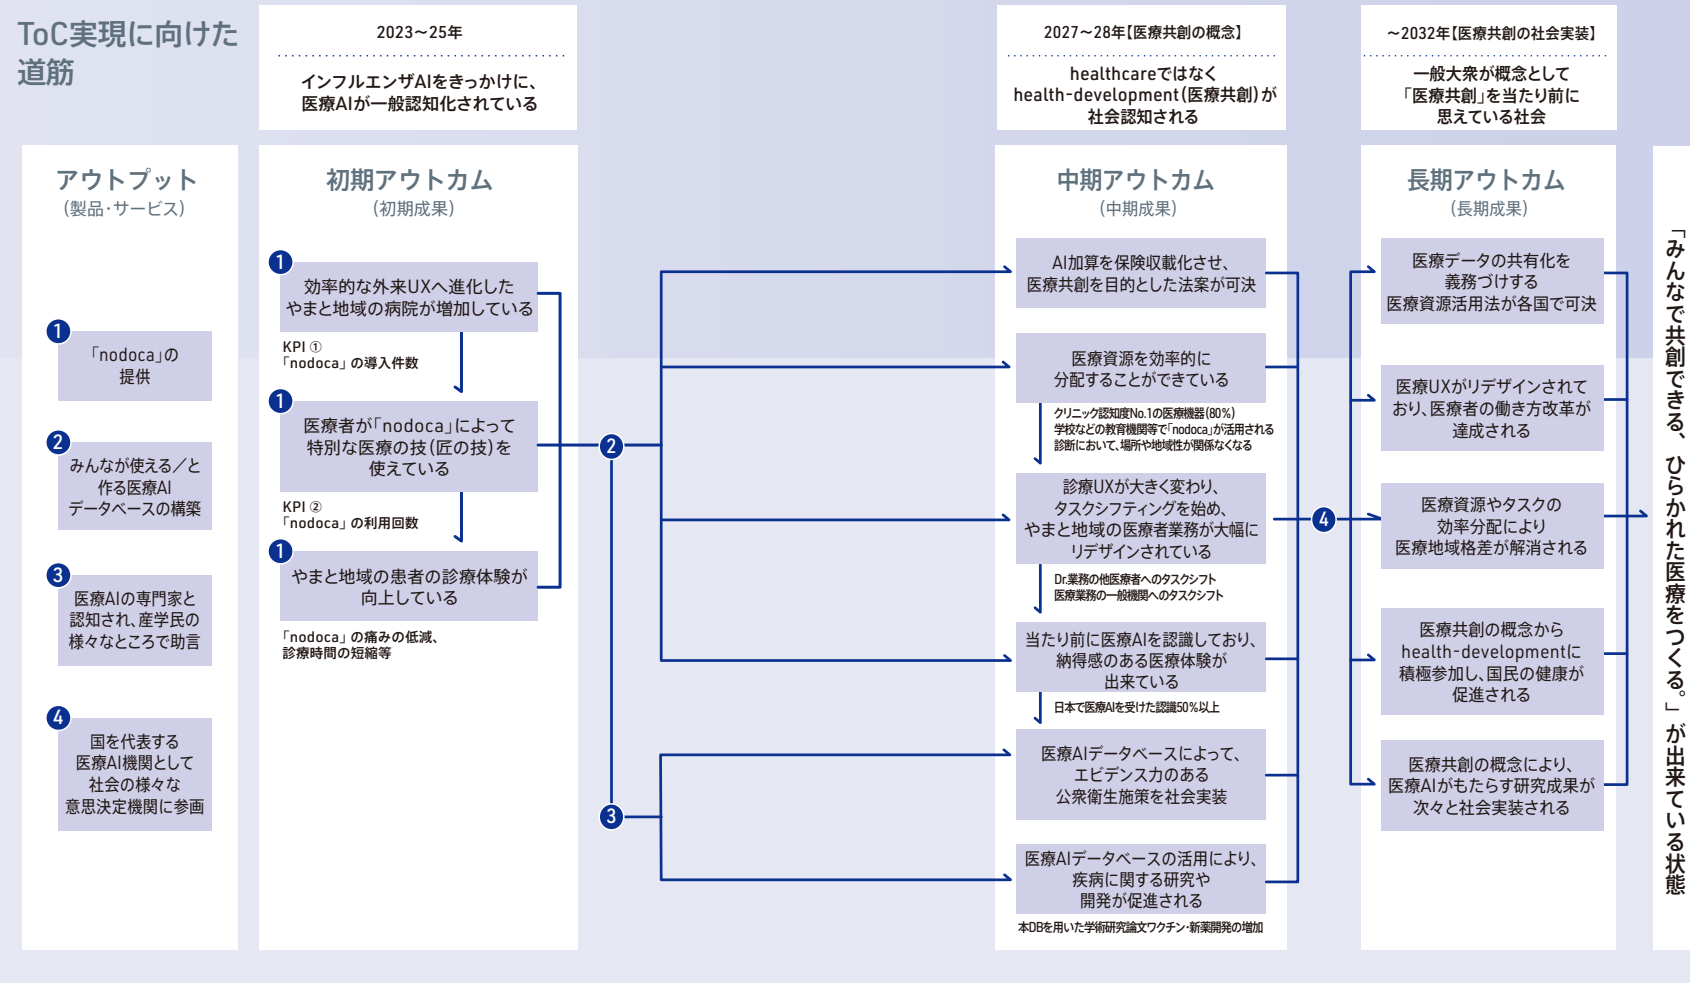 ToC実現に向けた
道筋
2023〜25年
インフルエンザAIをきっかけに、
医療AIが一般認知化されている
2027〜28年【医療共創の概念】
healthcareではなく
health-development(医療共創)が
社会認知される
〜2032年【医療共創の社会実装】
一般大衆が概念として
「医療共創」を当たり前に
思えている社会
アウトプット
(製品・サービス)
1
「nodoca」の
提供
2
みんなが使える／と
作る医療AI
データベースの構築
3
医療AIの専門家と
認知され、産学民の
様々なところで助言
4
国を代表する
医療AI機関として
社会の様々な
意思決定機関に参画
初期アウトカム
(初期成果)
1
効率的な外来UXへ進化した
やまと地域の病院が増加している
KPI ①
「nodoca」の導入件数
1
医療者が「nodoca」によって
特別な医療の技(匠の技)を
使えている
KPI ②
「nodoca」の利用回数
1
やまと地域の患者の診療体験が
向上している
「nodoca」の痛みの低減、
診療時間の短縮等
2
3
中期アウトカム
(中期成果)
AI加算を保険収載化させ、
医療共創を目的とした法案が可決
医療資源を効率的に
分配することができている
クリニック認知度No.1の医療機器(80%)
学校などの教育機関等で「nodoca」が活用される
診断において、場所や地域性が関係なくなる
診療UXが大きく変わり、
タスクシフティングを始め、
やまと地域の医療者業務が大幅に
リデザインされている
Dr.業務の他医療者へのタスクシフト
医療業務の一般機関へのタスクシフト
当たり前に医療AIを認識しており、
納得感のある医療体験が
出来ている
日本で医療AIを受けた認識50%以上
医療AIデータベースによって、
エビデンス力のある
公衆衛生施策を社会実装
医療AIデータベースの活用により、
疾病に関する研究や
開発が促進される
本DBを用いた学術研究論文ワクチン・新薬開発の増加
4
長期アウトカム
(長期成果)
医療データの共有化を
義務づけする
医療資源活用法が各国で可決
医療UXがリデザインされて
おり、医療者の働き方改革が
達成される
医療資源やタスクの
効率分配により
医療地域格差が解消される
医療共創の概念から
health-developmentに
積極参加し、国民の健康が
促進される
医療共創の概念により、
医療AIがもたらす研究成果が
次々と社会実装される
「みんなで共創できる、ひらかれた医療をつくる。」が出来ている状態